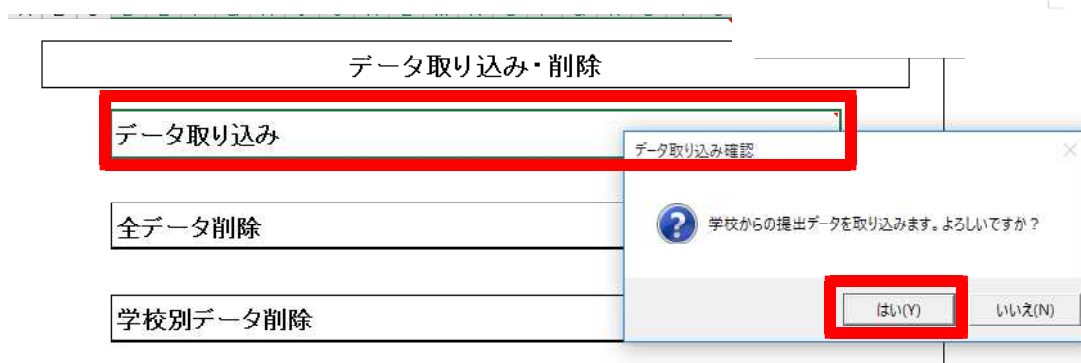 データ取り込み・削除
データ取り込み
データ取り込み確認
学校からの提出データを取り込みます。よろしいですか？
全データ削除
はい(Y)
いいえ(N)
学校別データ削除